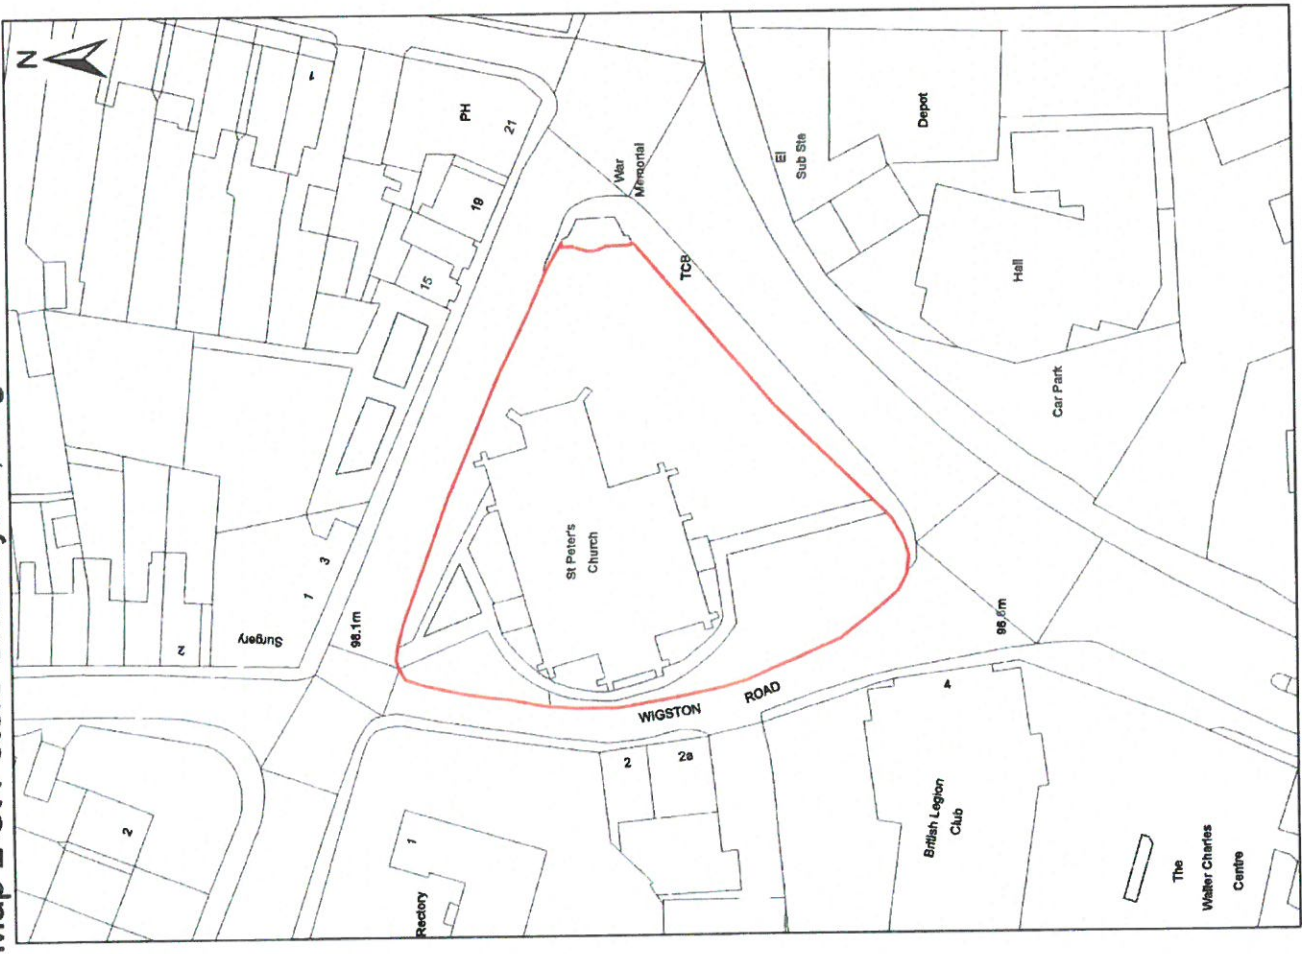 N
1
PH
21
19
15
War
Memorial
El
Sub Sta
Depot
Hall
TCB
Car Park
St Peter's
Church
3
1
Surgery
2
98.1m
WIGSTON
ROAD
2
2a
4
British Legion
Club
The
Walter Charles
Centre
1
Rectory
2